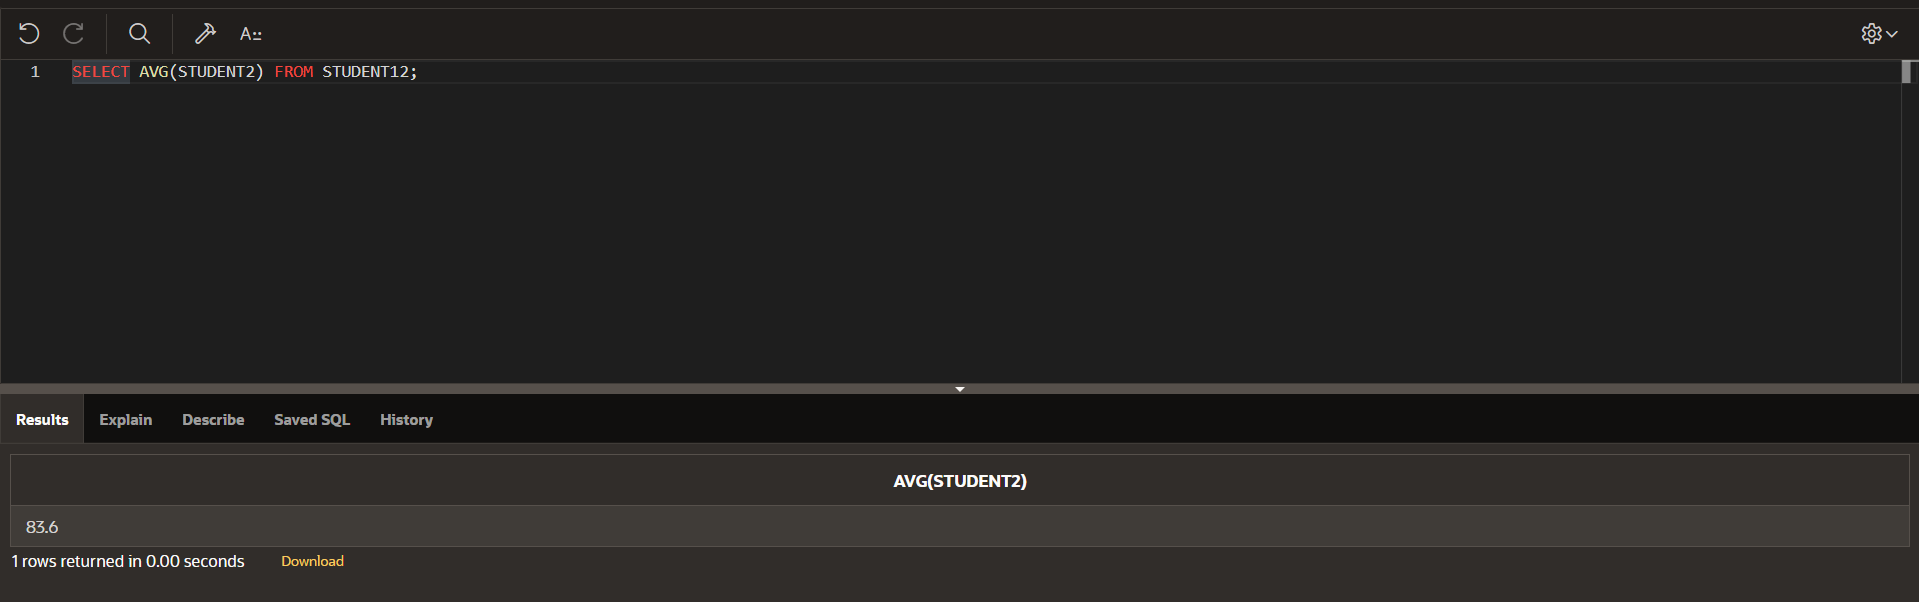 A
1 SELECT AVG(STUDENT2) FROM STUDENT12;
Results Explain Describe Saved SQL History
AVG(STUDENT2)
83.6
1 rows returned in 0.00 seconds Download